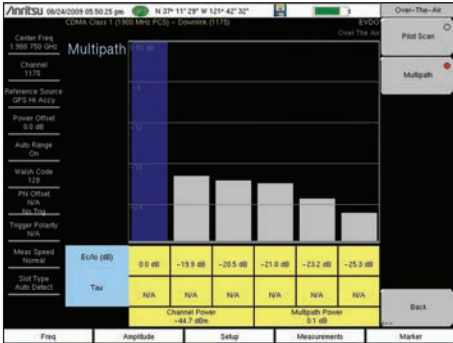 Anritsu 06/24/2009 05:50:25 pm N 37° 11' 29" W 121° 42' 32"
CDMA Class 1 (1900 MHz PCS) - Downlink (1175)
EVDO
Over The Air
Over-The-Air
Pilot Scan
Multipath
Back
Center Freq
1.988 750 GHz
Channel
1175
Reference Source
GPS Hi Accy
Power Offset
0.0 dB
Auto Range
On
Walsh Code
128
PN Offset
N/A
No Trig
Trigger Polarity
N/A
Meas Speed
Normal
Slot Type
Auto Detect
Multipath
Ec/Io (dB)
0.0 dB -15.9 dB -20.5 dB -21.0 dB -23.2 dB -25.3 dB
Tau
N/A N/A N/A N/A N/A N/A
Channel Power
-44.7 dBm
Multipath Power
0.1 dB
Freq Amplitude Setup Measurements Marker